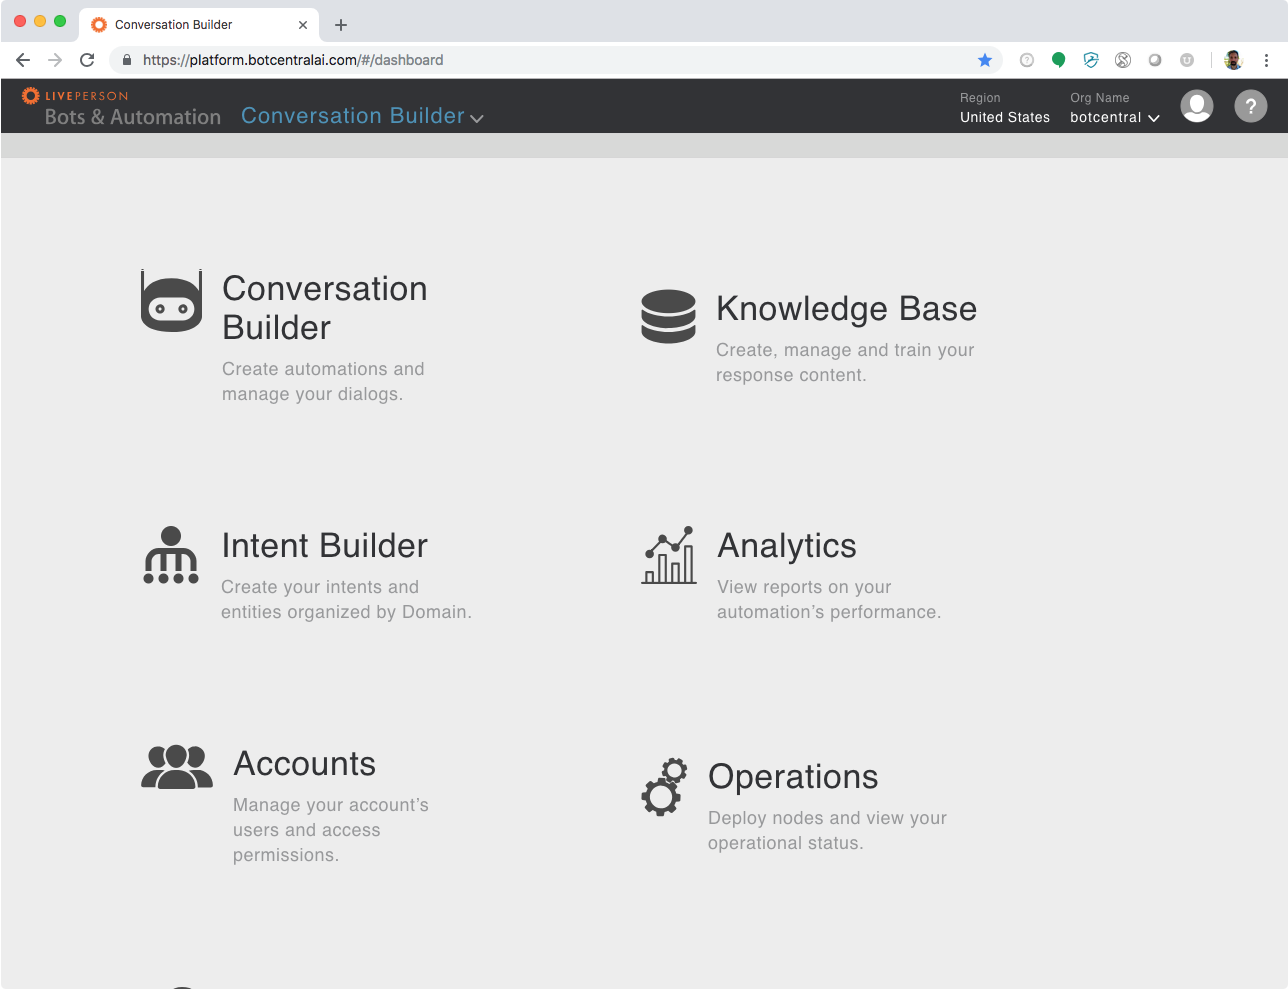 Conversation Builder
https://platform.botcentralai.com/#/dashboard
LIVEPERSON
Bots & Automation
Conversation Builder
Region
United States
Org Name
botcentral
?
Conversation
Builder
Create automations and
manage your dialogs.
Knowledge Base
Create, manage and train your
response content.
Intent Builder
Create your intents and
entities organized by Domain.
Analytics
View reports on your
automation’s performance.
Accounts
Manage your account’s
users and access
permissions.
Operations
Deploy nodes and view your
operational status.